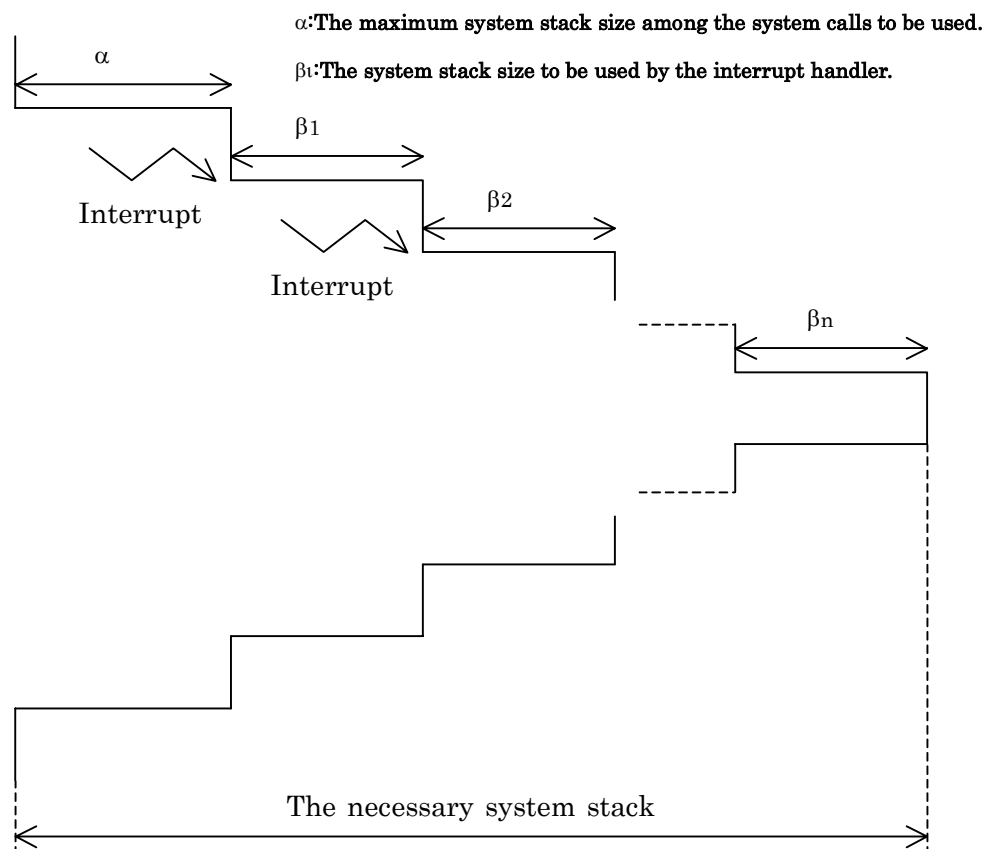 α:The maximum system stack size among the system calls to be used.
α
βι:The system stack size to be used by the interrupt handler.
β1
Interrupt
β2
Interrupt
βn
The necessary system stack